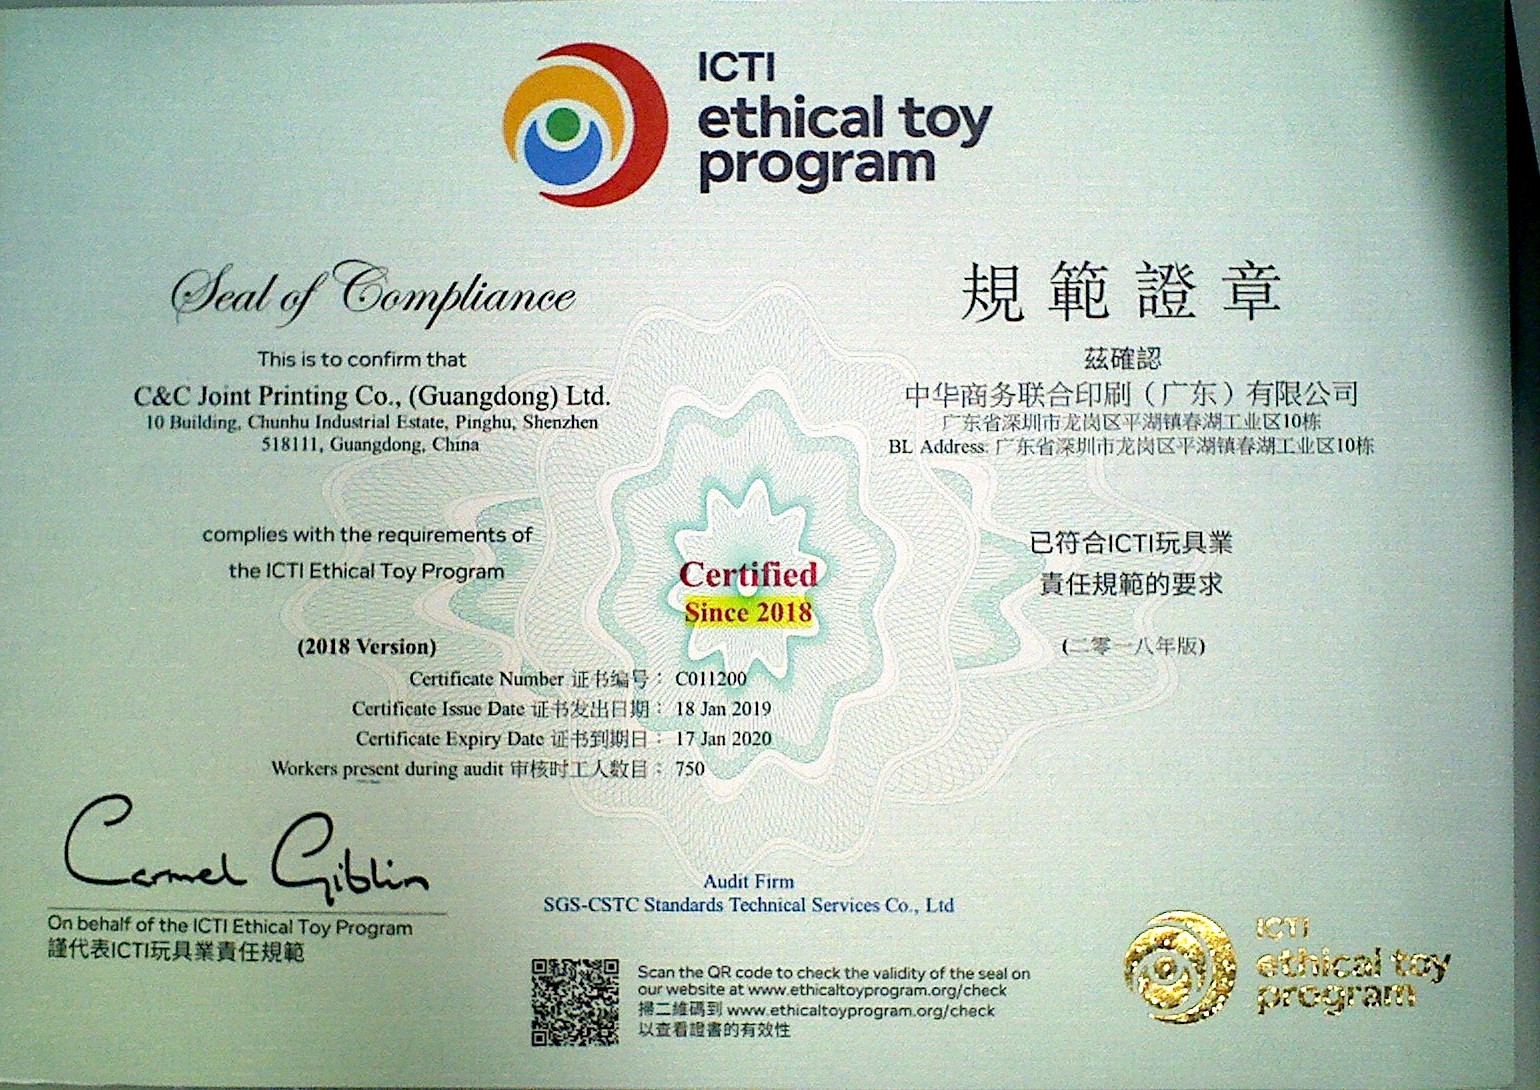 ICTI
ethical toy
program
Seal of Compliance
規範證章
This is to confirm that
茲確認
C&C Joint Printing Co., (Guangdong) Ltd.
中华商务联合印刷（广东）有限公司
10 Building, Chunhu Industrial Estate, Pinghu, Shenzhen
广东省深圳市龙岗区平湖镇春湖工业区10栋
518111, Guangdong, China
BL Address: 广东省深圳市龙岗区平湖镇春湖工业区10栋
complies with the requirements of
已符合ICTI玩具業
the ICTI Ethical Toy Program
責任規範的要求
Certified
Since 2018
(2018 Version)
(二零一八年版)
Certificate Number 证书编号： C011200
Certificate Issue Date 证书发出日期： 18 Jan 2019
Certificate Expiry Date 证书到期日： 17 Jan 2020
Workers present during audit 审核时工人数目： 750
Carmel Giblin
On behalf of the ICTI Ethical Toy Program
謹代表ICTI玩具業責任規範
Audit Firm
SGS-CSTC Standards Technical Services Co., Ltd
Scan the QR code to check the validity of the seal on
our website at www.ethicaltoyprogram.org/check
掃二維碼到 www.ethicaltoyprogram.org/check
以查看證書的有效性
ICTI
ethical toy
program